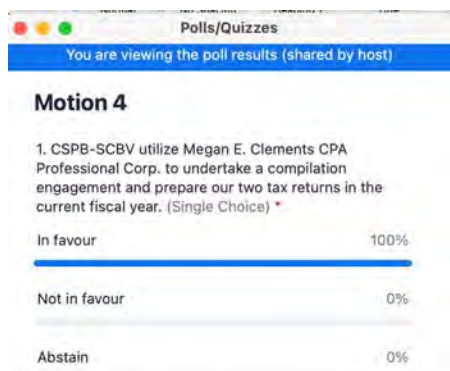 Polls/Quizzes
You are viewing the poll results (shared by host)
Motion 4
1. CSPB-SCBV utilize Megan E. Clements CPA
Professional Corp. to undertake a compilation
engagement and prepare our two tax returns in the
current fiscal year. (Single Choice) *
In favour 100%
Not in favour 0%
Abstain 0%